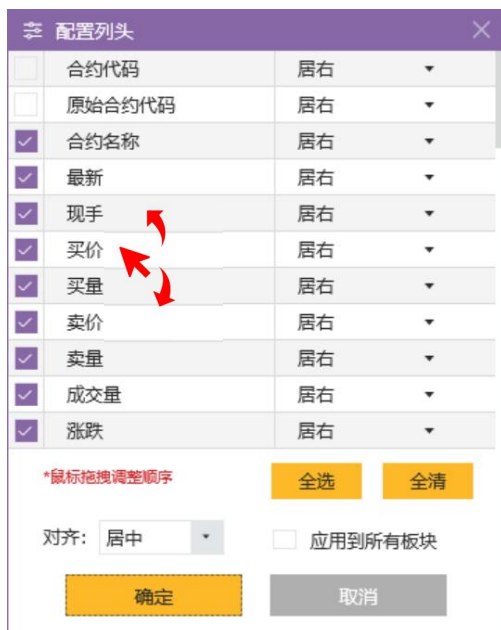 配置列头
合约代码 居右
原始合约代码 居右
合约名称 居右
最新 居右
现手 居右
买价 居右
买量 居右
卖价 居右
卖量 居右
成交量 居右
涨跌 居右
*鼠标拖拽调整顺序 全选 全清
对齐: 居中 应用到所有板块
确定 取消